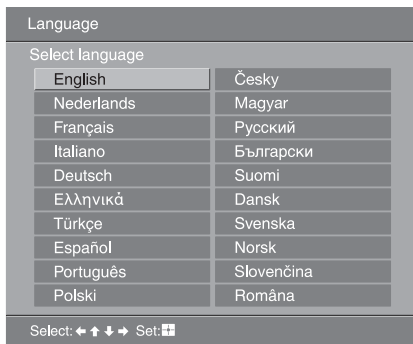 Language
Select language
English
Nederlands
Français
Italiano
Deutsch
Ελληνικά
Türkçe
Español
Português
Polski
Česky
Magyar
Русский
Български
Suomi
Dansk
Svenska
Norsk
Slovenčina
Româna
Select: ← ↑ ↓ → Set: